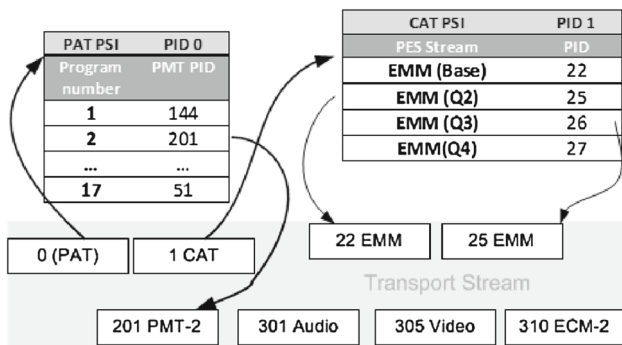 PAT PSI PID 0
Program number PMT PID
1 144
2 201
... ...
17 51
CAT PSI PID 1
PES Stream PID
EMM (Base) 22
EMM (Q2) 25
EMM (Q3) 26
EMM(Q4) 27
0 (PAT)
1 CAT
22 EMM
25 EMM
Transport Stream
201 PMT-2
301 Audio
305 Video
310 ECM-2